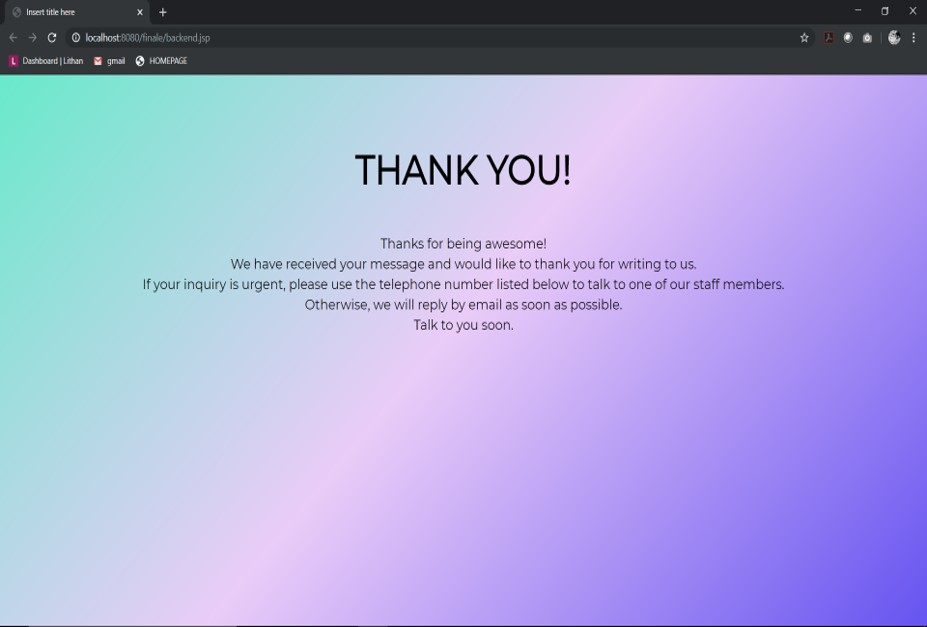 Insert title here
localhost:8080/finale/backend.jsp
Dashboard | Lithan
gmail
HOMEPAGE
THANK YOU!
Thanks for being awesome!
We have received your message and would like to thank you for writing to us.
If your inquiry is urgent, please use the telephone number listed below to talk to one of our staff members.
Otherwise, we will reply by email as soon as possible.
Talk to you soon.